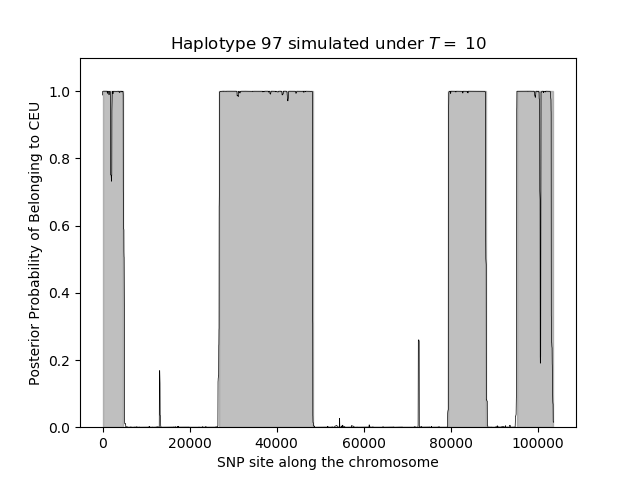 Haplotype 97 simulated under T = 10
Posterior Probability of Belonging to CEU
1.0
0.8
0.6
0.4
0.2
0.0
0 20000 40000 60000 80000 100000
SNP site along the chromosome